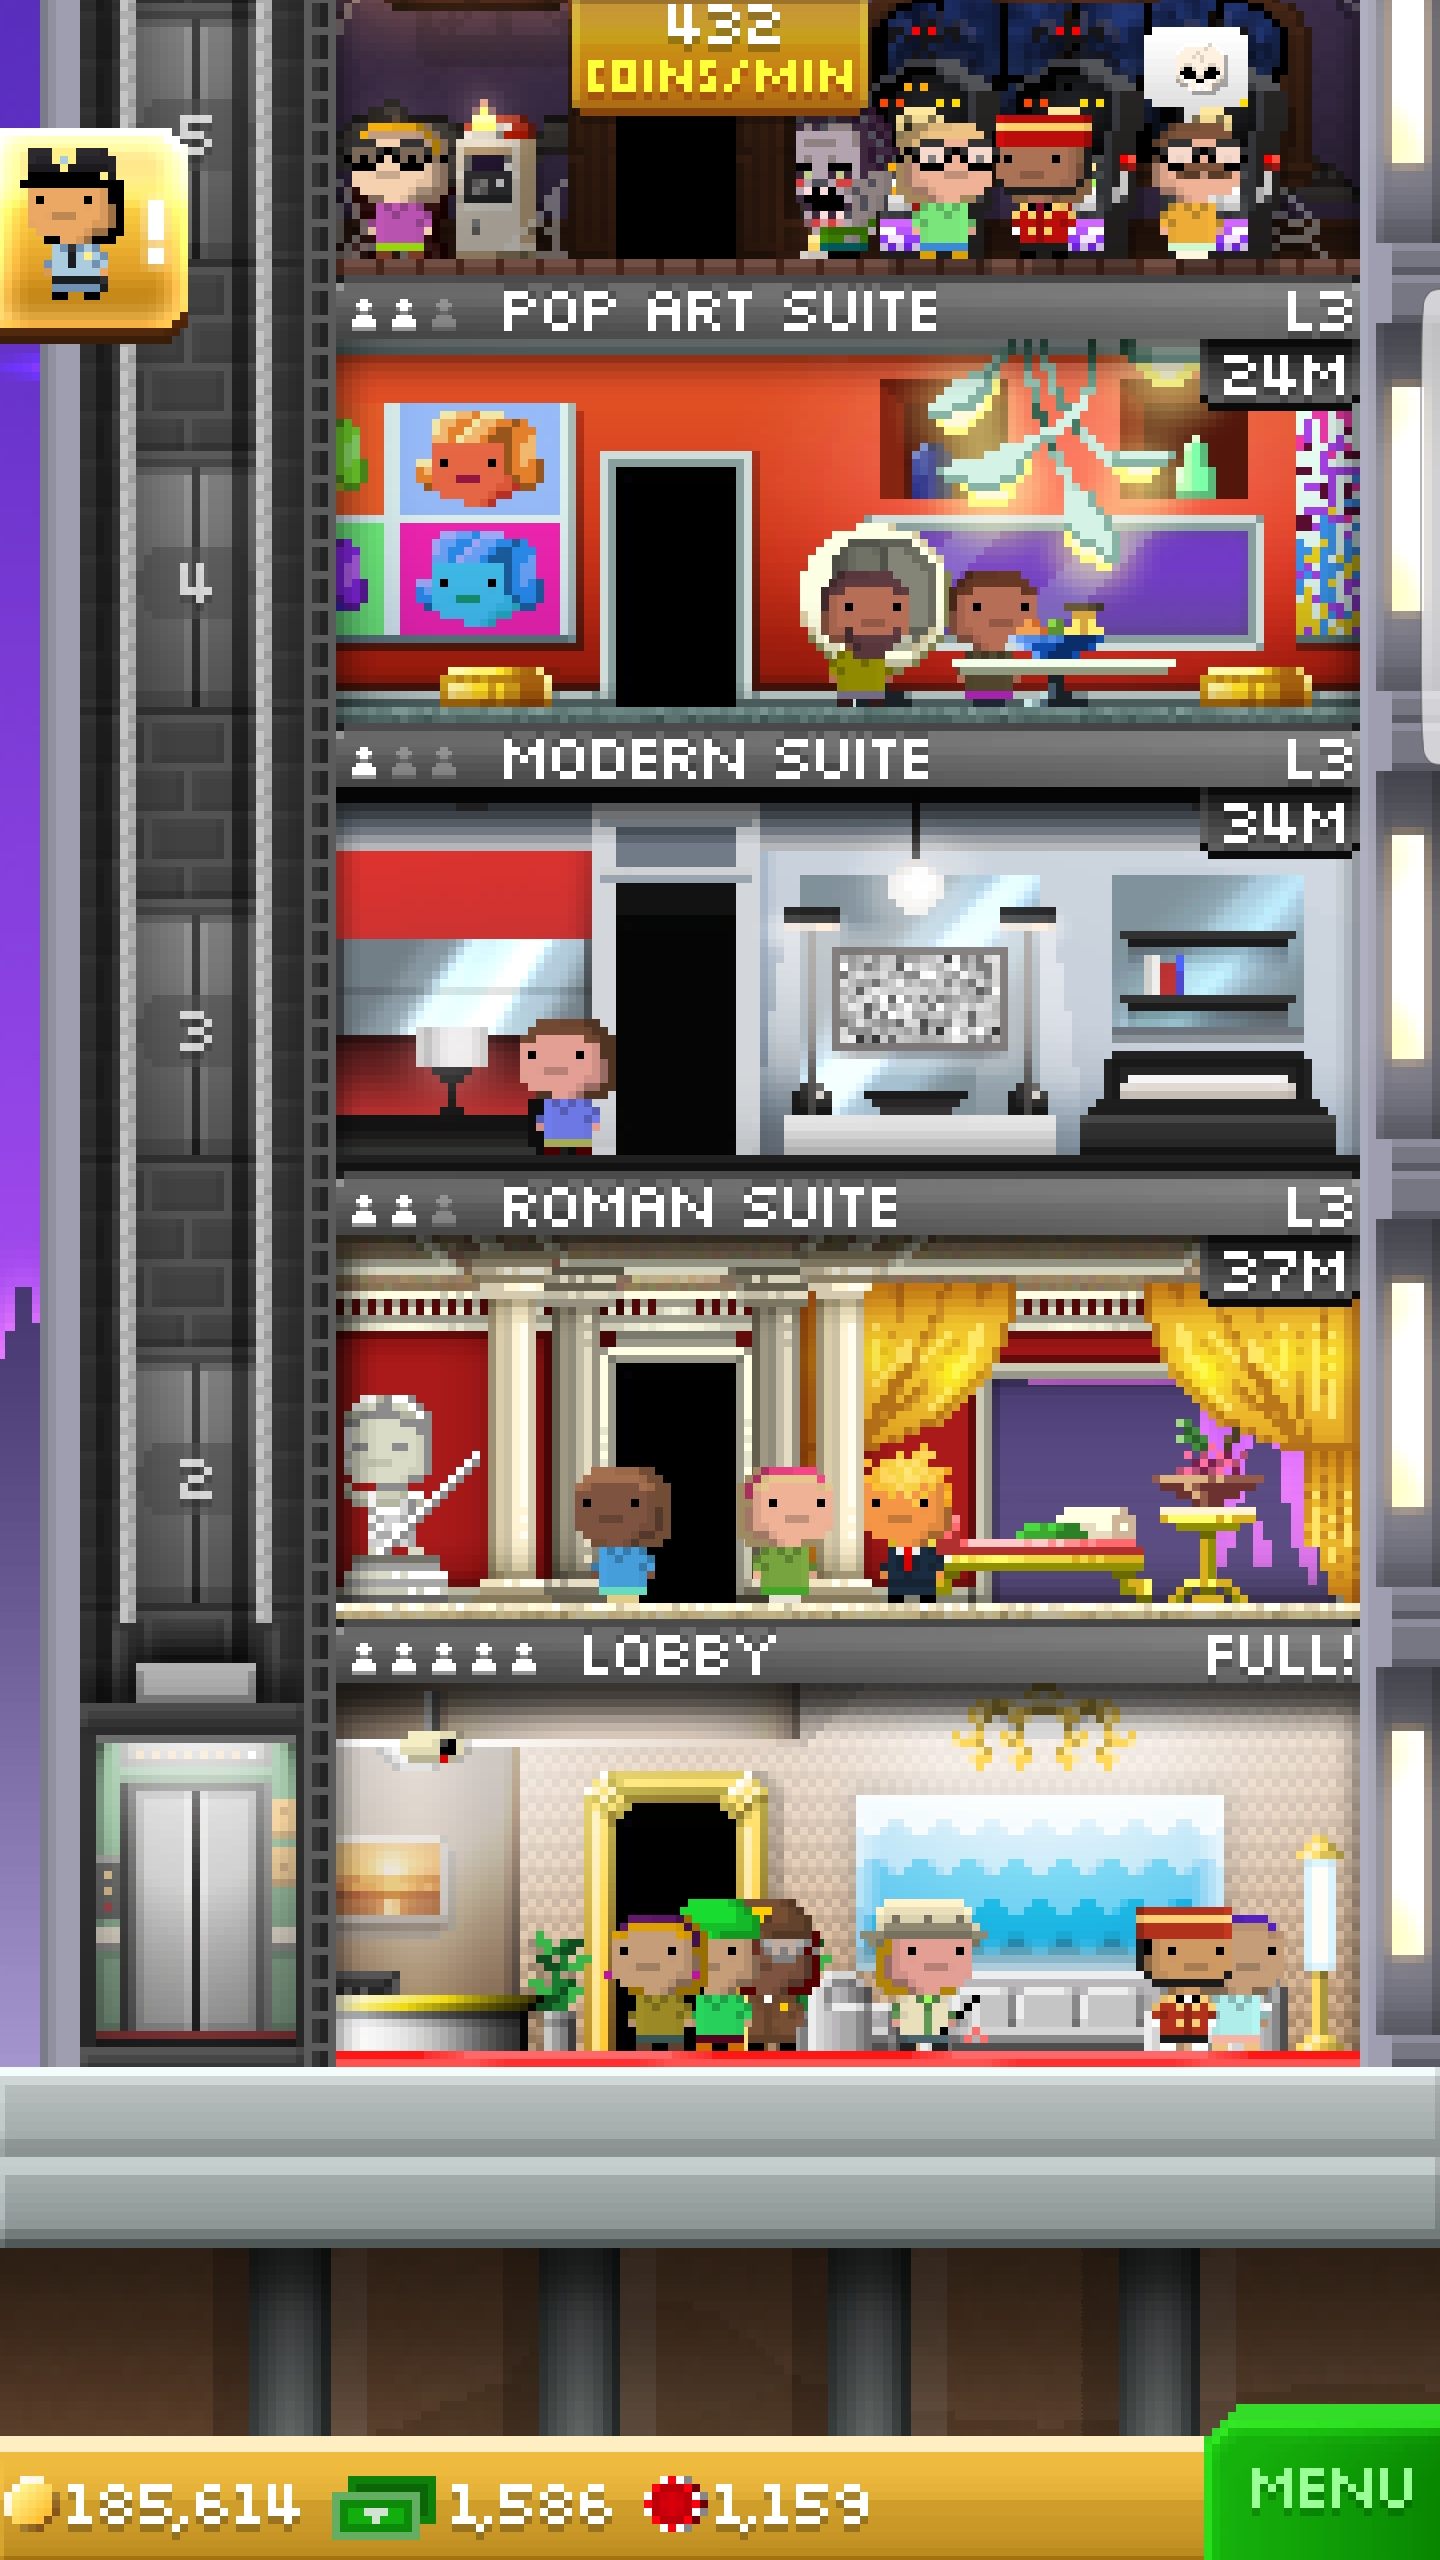 432
COINS/MIN
5
!
POP ART SUITE L3
24M
4
MODERN SUITE L3
34M
3
ROMAN SUITE L3
37M
2
LOBBY FULL!
185,614 1,586 1,159
MENU